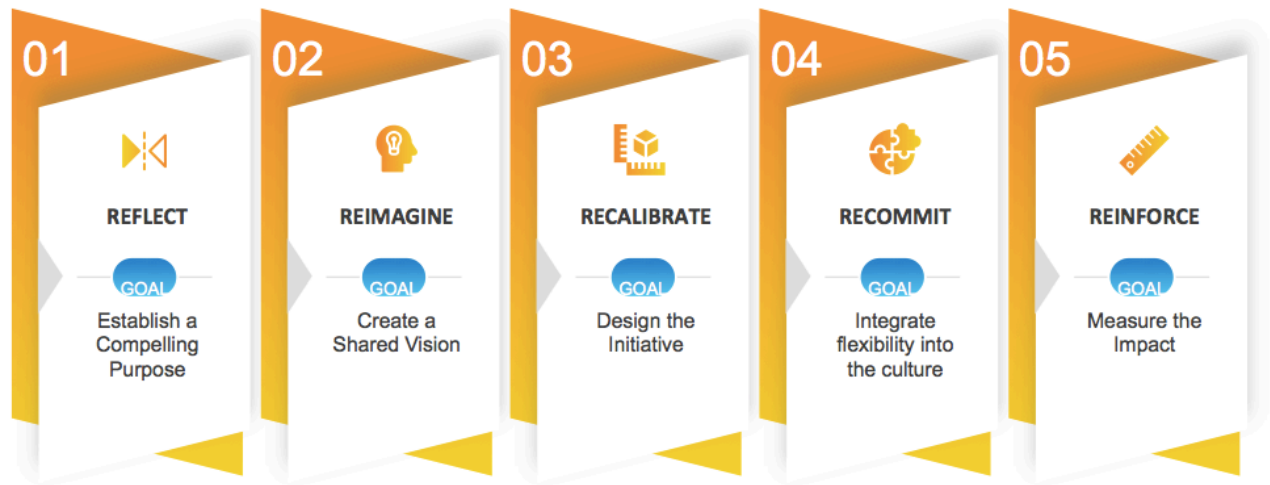 01
REFLECT
GOAL
Establish a
Compelling
Purpose
02
REIMAGINE
GOAL
Create a
Shared Vision
03
RECALIBRATE
GOAL
Design the
Initiative
04
RECOMMIT
GOAL
Integrate
flexibility into
the culture
05
REINFORCE
GOAL
Measure the
Impact